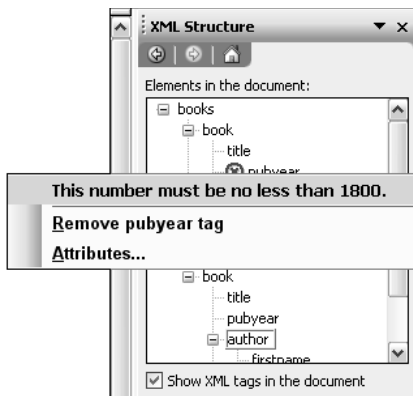 XML Structure
Elements in the document:
books
book
title
pubyear
This number must be no less than 1800.
Remove pubyear tag
Attributes...
book
title
pubyear
author
firstname
Show XML tags in the document